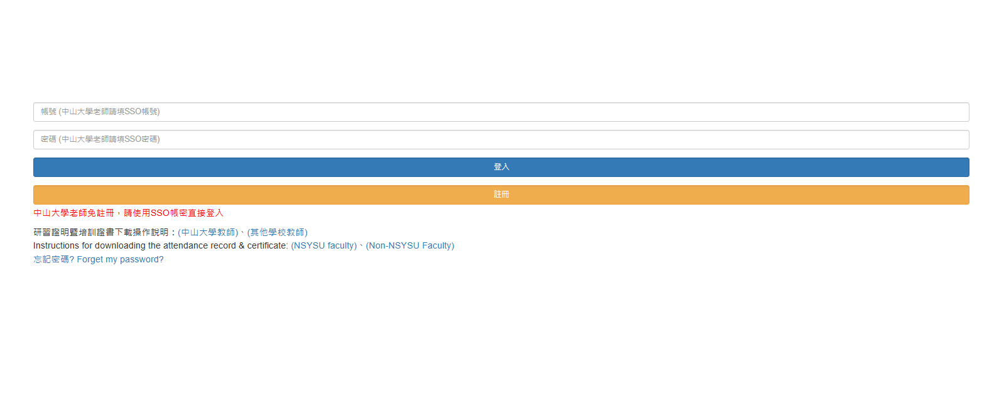 帳號 (中山大學老師請填SSO帳號)
密碼 (中山大學老師請填SSO密碼)
登入
註冊
中山大學老師免註冊，請使用SSO帳密直接登入
研習證明暨培訓證書下載操作說明：(中山大學教師)、(其他學校教師)
Instructions for downloading the attendance record & certificate: (NSYSU faculty)、(Non-NSYSU Faculty)
忘記密碼? Forget my password?